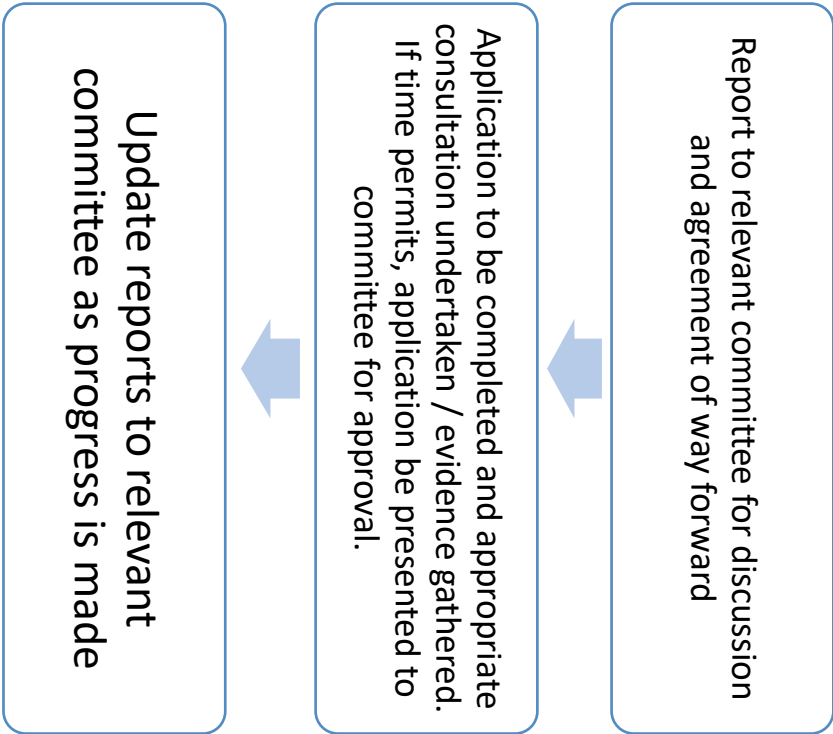 Report to relevant committee for discussion
and agreement of way forward
Application to be completed and appropriate
consultation undertaken / evidence gathered.
If time permits, application be presented to
committee for approval.
Update reports to relevant
committee as progress is made